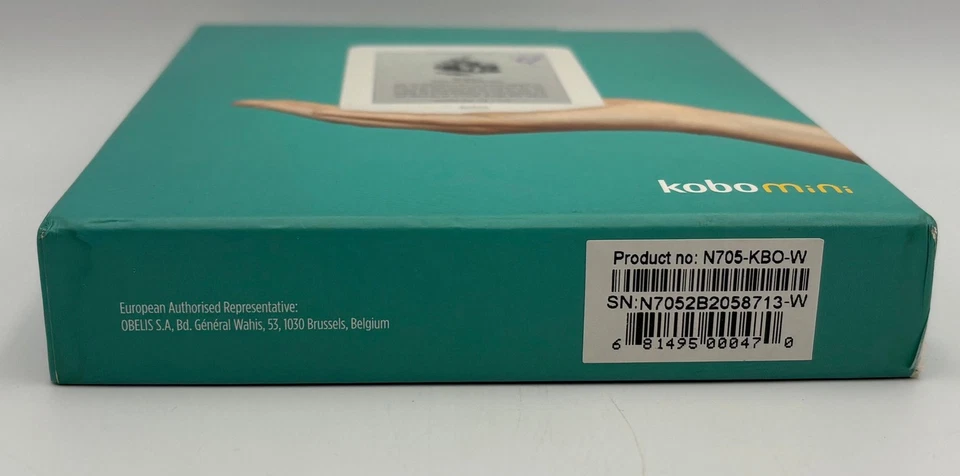 kobo mini
Product no: N705-KBO-W
SN:N7052B2058713-W
6 81495 00047 0
European Authorised Representative:
OBELIS S.A, Bd. Général Wahis, 53, 1030 Brussels, Belgium